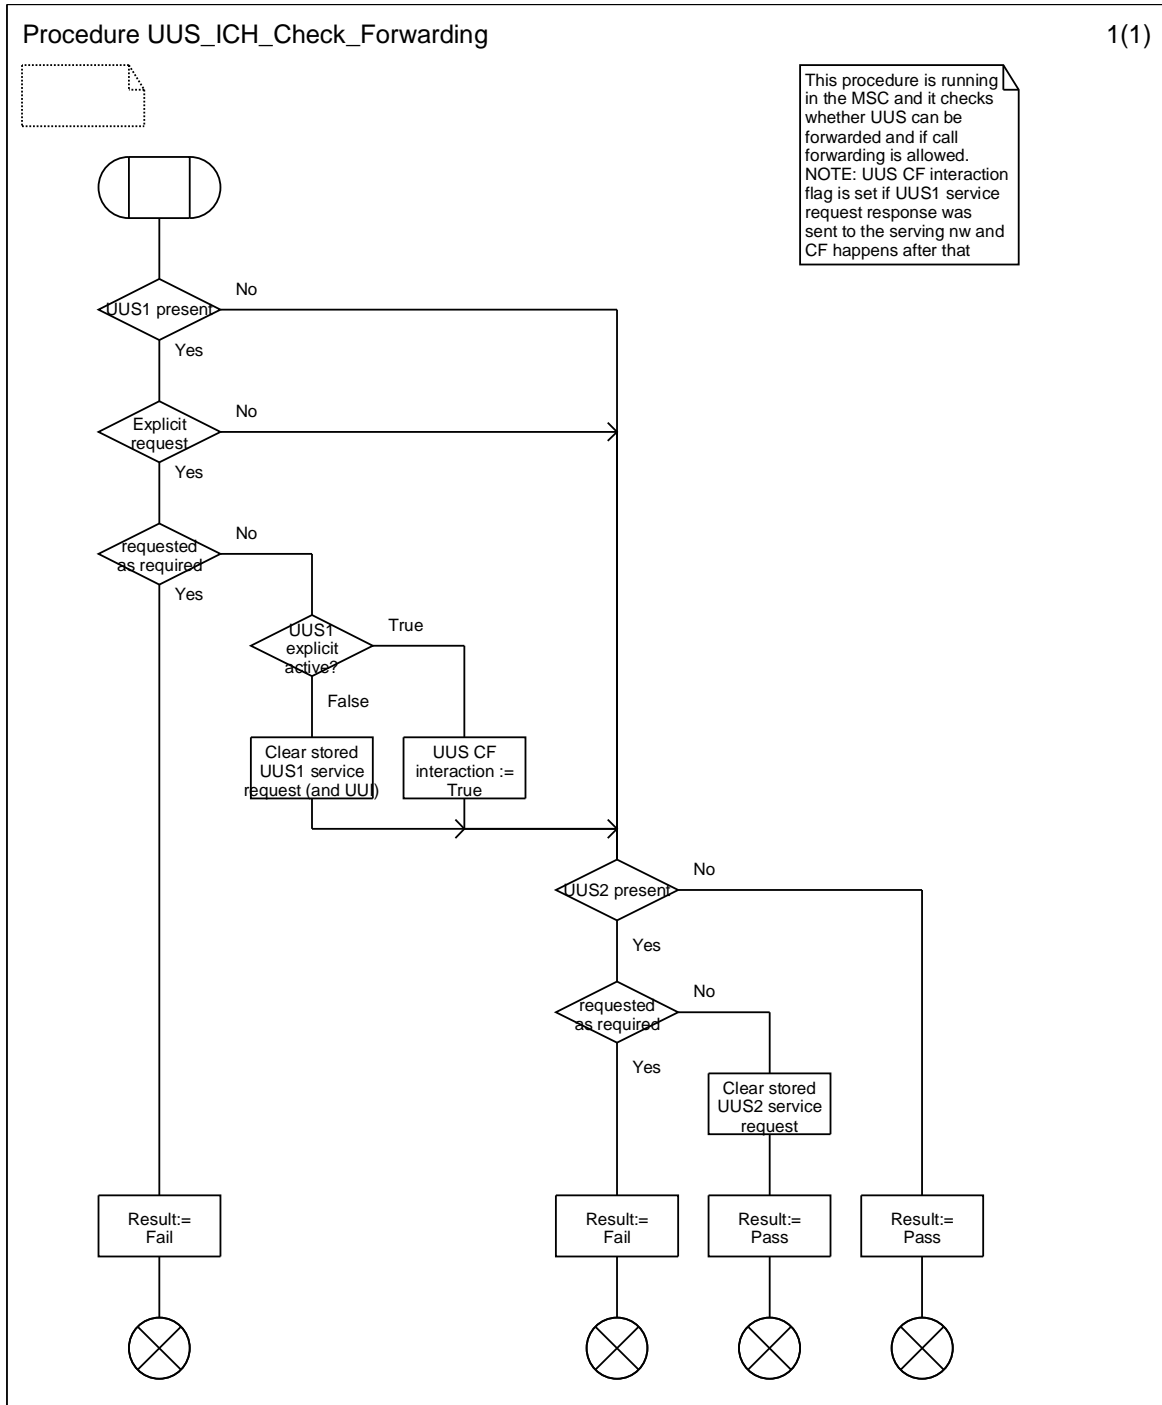 Procedure UUS_ICH_Check_Forwarding
1(1)
This procedure is running
in the MSC and it checks
whether UUS can be
forwarded and if call
forwarding is allowed.
NOTE: UUS CF interaction
flag is set if UUS1 service
request response was
sent to the serving nw and
CF happens after that
UUS1 present
No
Yes
Explicit
request
No
Yes
requested
as required
No
Yes
UUS1
explicit
active?
True
False
Clear stored
UUS1 service
request (and UUI)
UUS CF
interaction :=
True
UUS2 present
No
Yes
requested
as required
No
Yes
Clear stored
UUS2 service
request
Result:=
Fail
Result:=
Fail
Result:=
Pass
Result:=
Pass